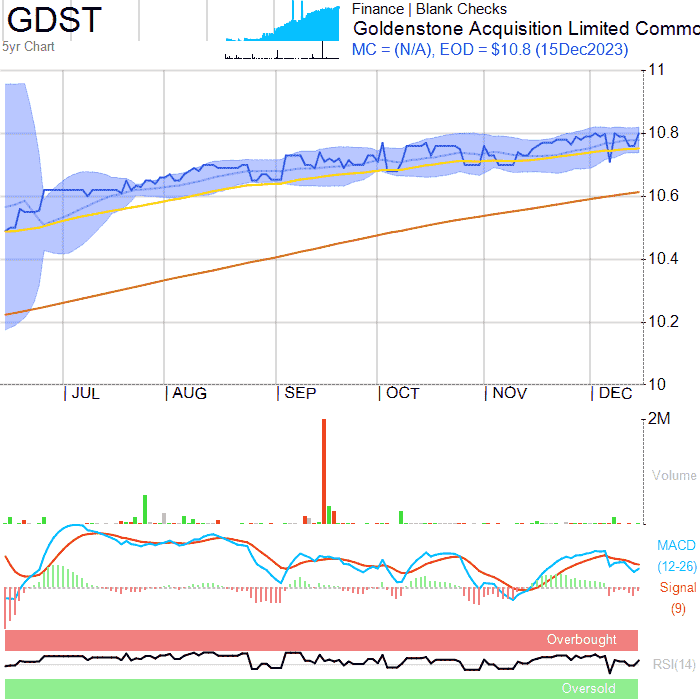 GDST
5yr Chart
Finance | Blank Checks
Goldenstone Acquisition Limited Commo
MC = (N/A), EOD = $10.8 (15Dec2023)
11
10.8
10.6
10.4
10.2
10
JUL AUG SEP OCT NOV DEC
2M
Volume
MACD
(12-26)
Signal
(9)
Overbought
RSI(14)
Oversold